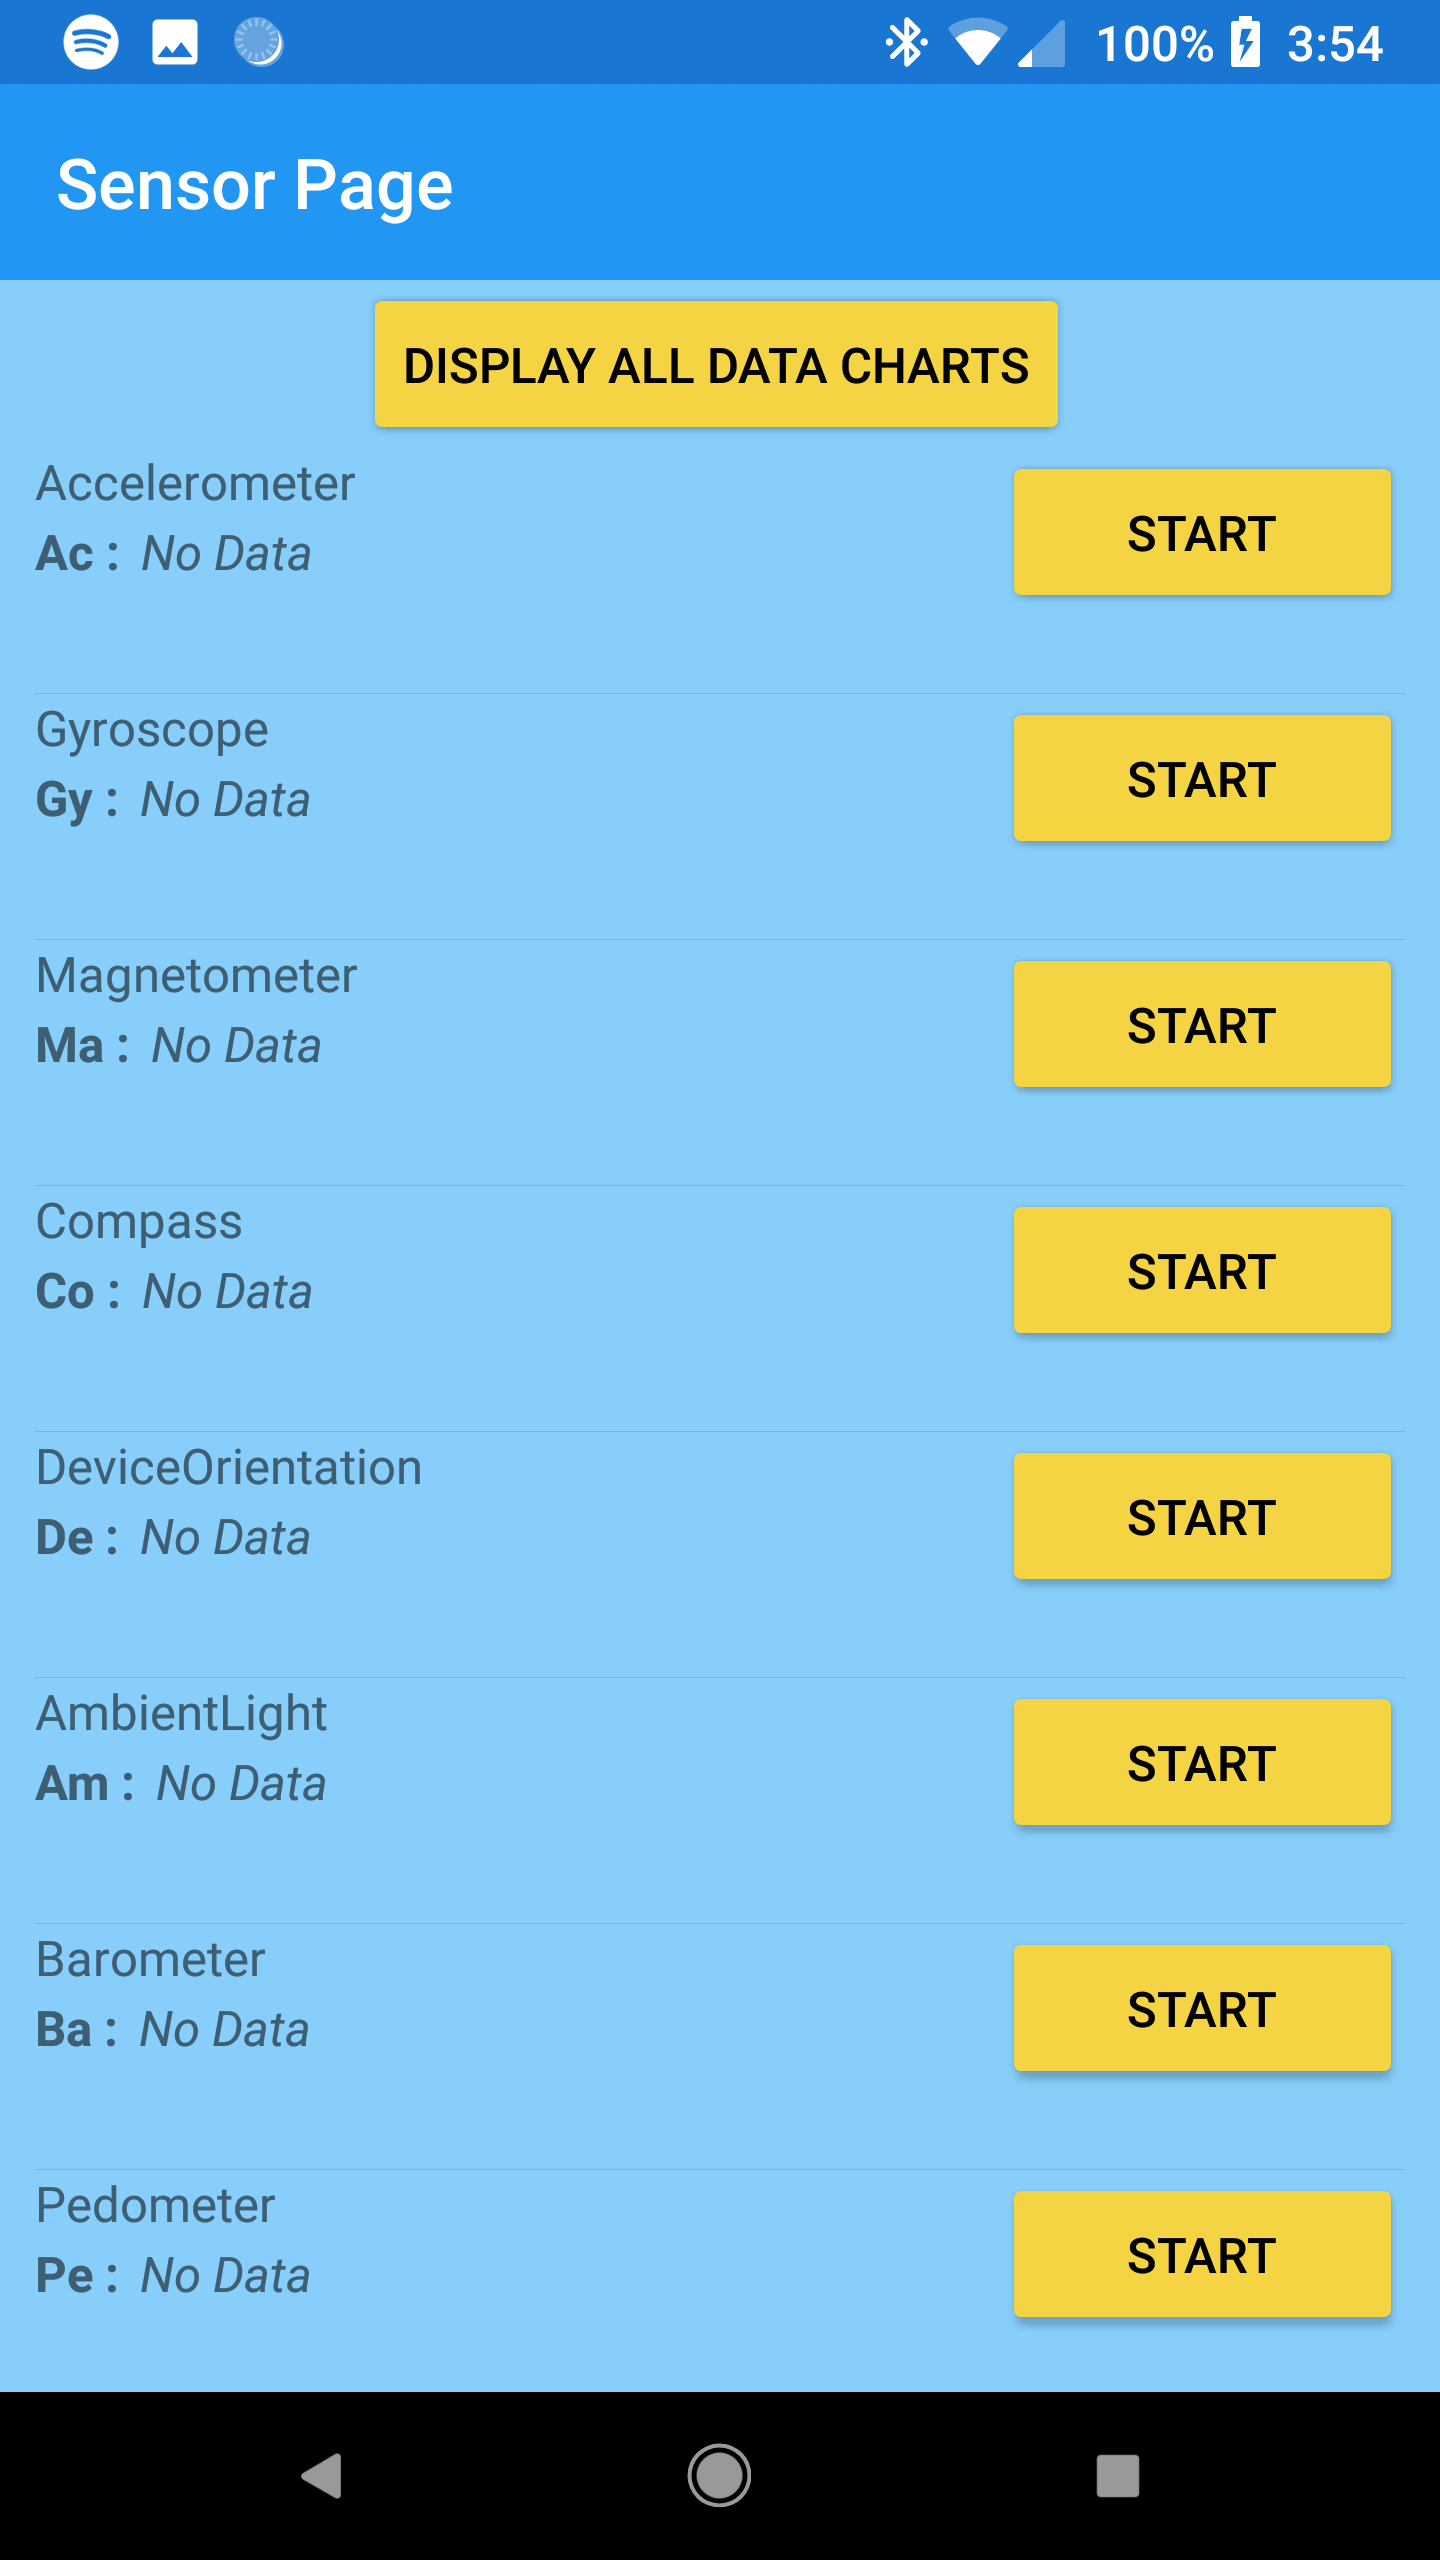 100% 3:54
Sensor Page
DISPLAY ALL DATA CHARTS
Accelerometer
Ac : No Data
START
Gyroscope
Gy : No Data
START
Magnetometer
Ma : No Data
START
Compass
Co : No Data
START
DeviceOrientation
De : No Data
START
AmbientLight
Am : No Data
START
Barometer
Ba : No Data
START
Pedometer
Pe : No Data
START